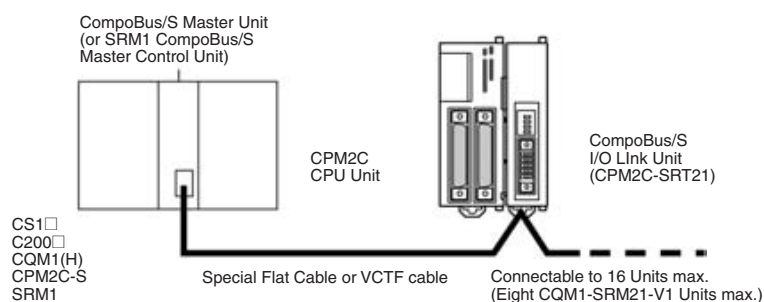 CompoBus/S Master Unit
(or SRM1 CompoBus/S
Master Control Unit)
CPM2C
CPU Unit
CompoBus/S
I/O LInk Unit
(CPM2C-SRT21)
CS1□
C200□
CQM1(H)
CPM2C-S
SRM1
Special Flat Cable or VCTF cable
Connectable to 16 Units max.
(Eight CQM1-SRM21-V1 Units max.)